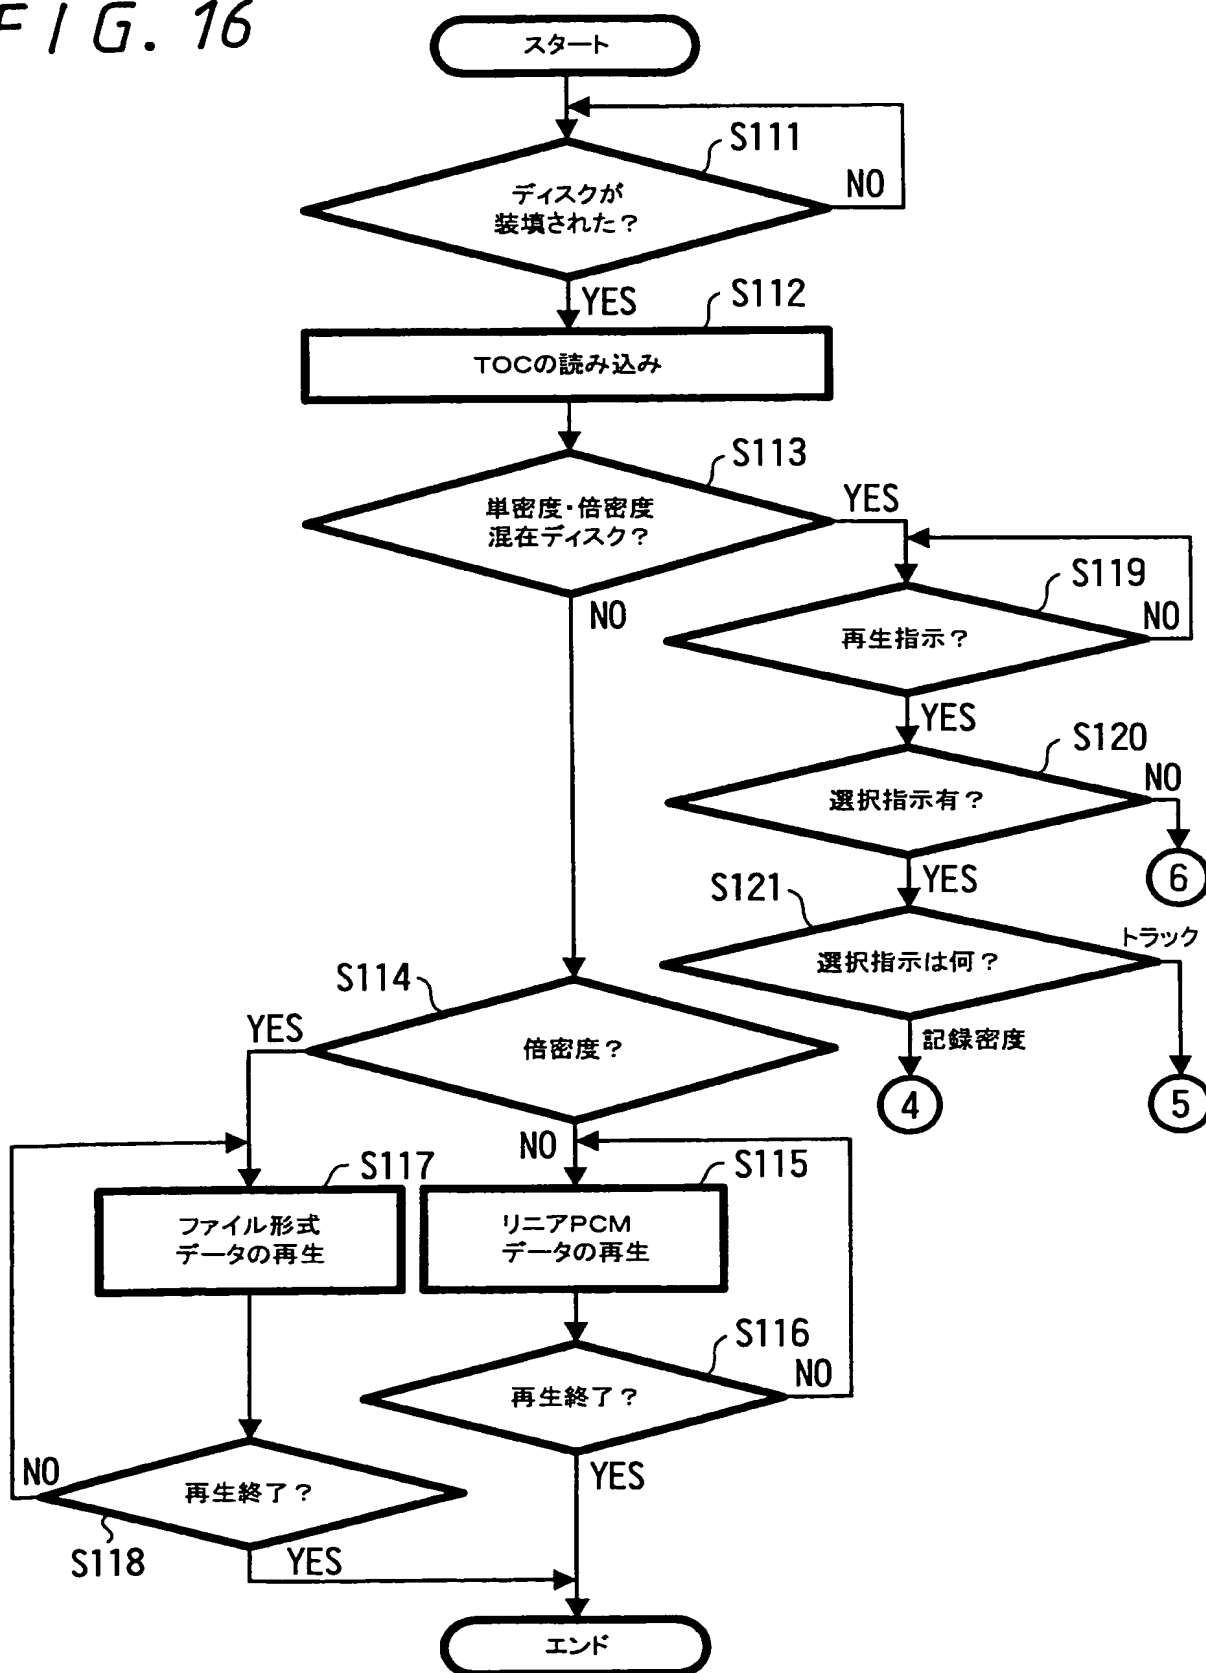 FIG. 16
スタート
S111
ディスクが
装填された?
NO
YES
S112
TOCの読み込み
S113
単密度・倍密度
混在ディスク?
YES
NO
S119
再生指示?
NO
YES
S120
選択指示有?
NO
6
YES
S121
選択指示は何?
トラック
記録密度
4
5
S114
倍密度?
YES
NO
S117
ファイル形式
データの再生
S115
リニアPCM
データの再生
S116
再生終了?
NO
YES
再生終了?
NO
S118
YES
エンド